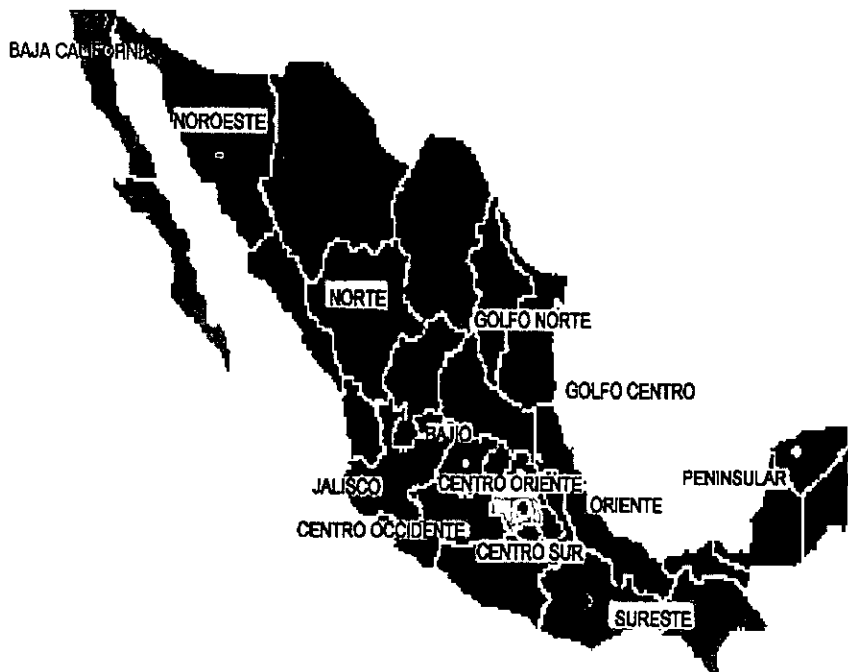 BAJA CALIFORNIA
NOROESTE
NORTE
GOLFO NORTE
GOLFO CENTRO
BAJIO
JALISCO
CENTRO ORIENTE
PENINSULAR
ORIENTE
CENTRO OCCIDENTE
CENTRO SUR
SURESTE